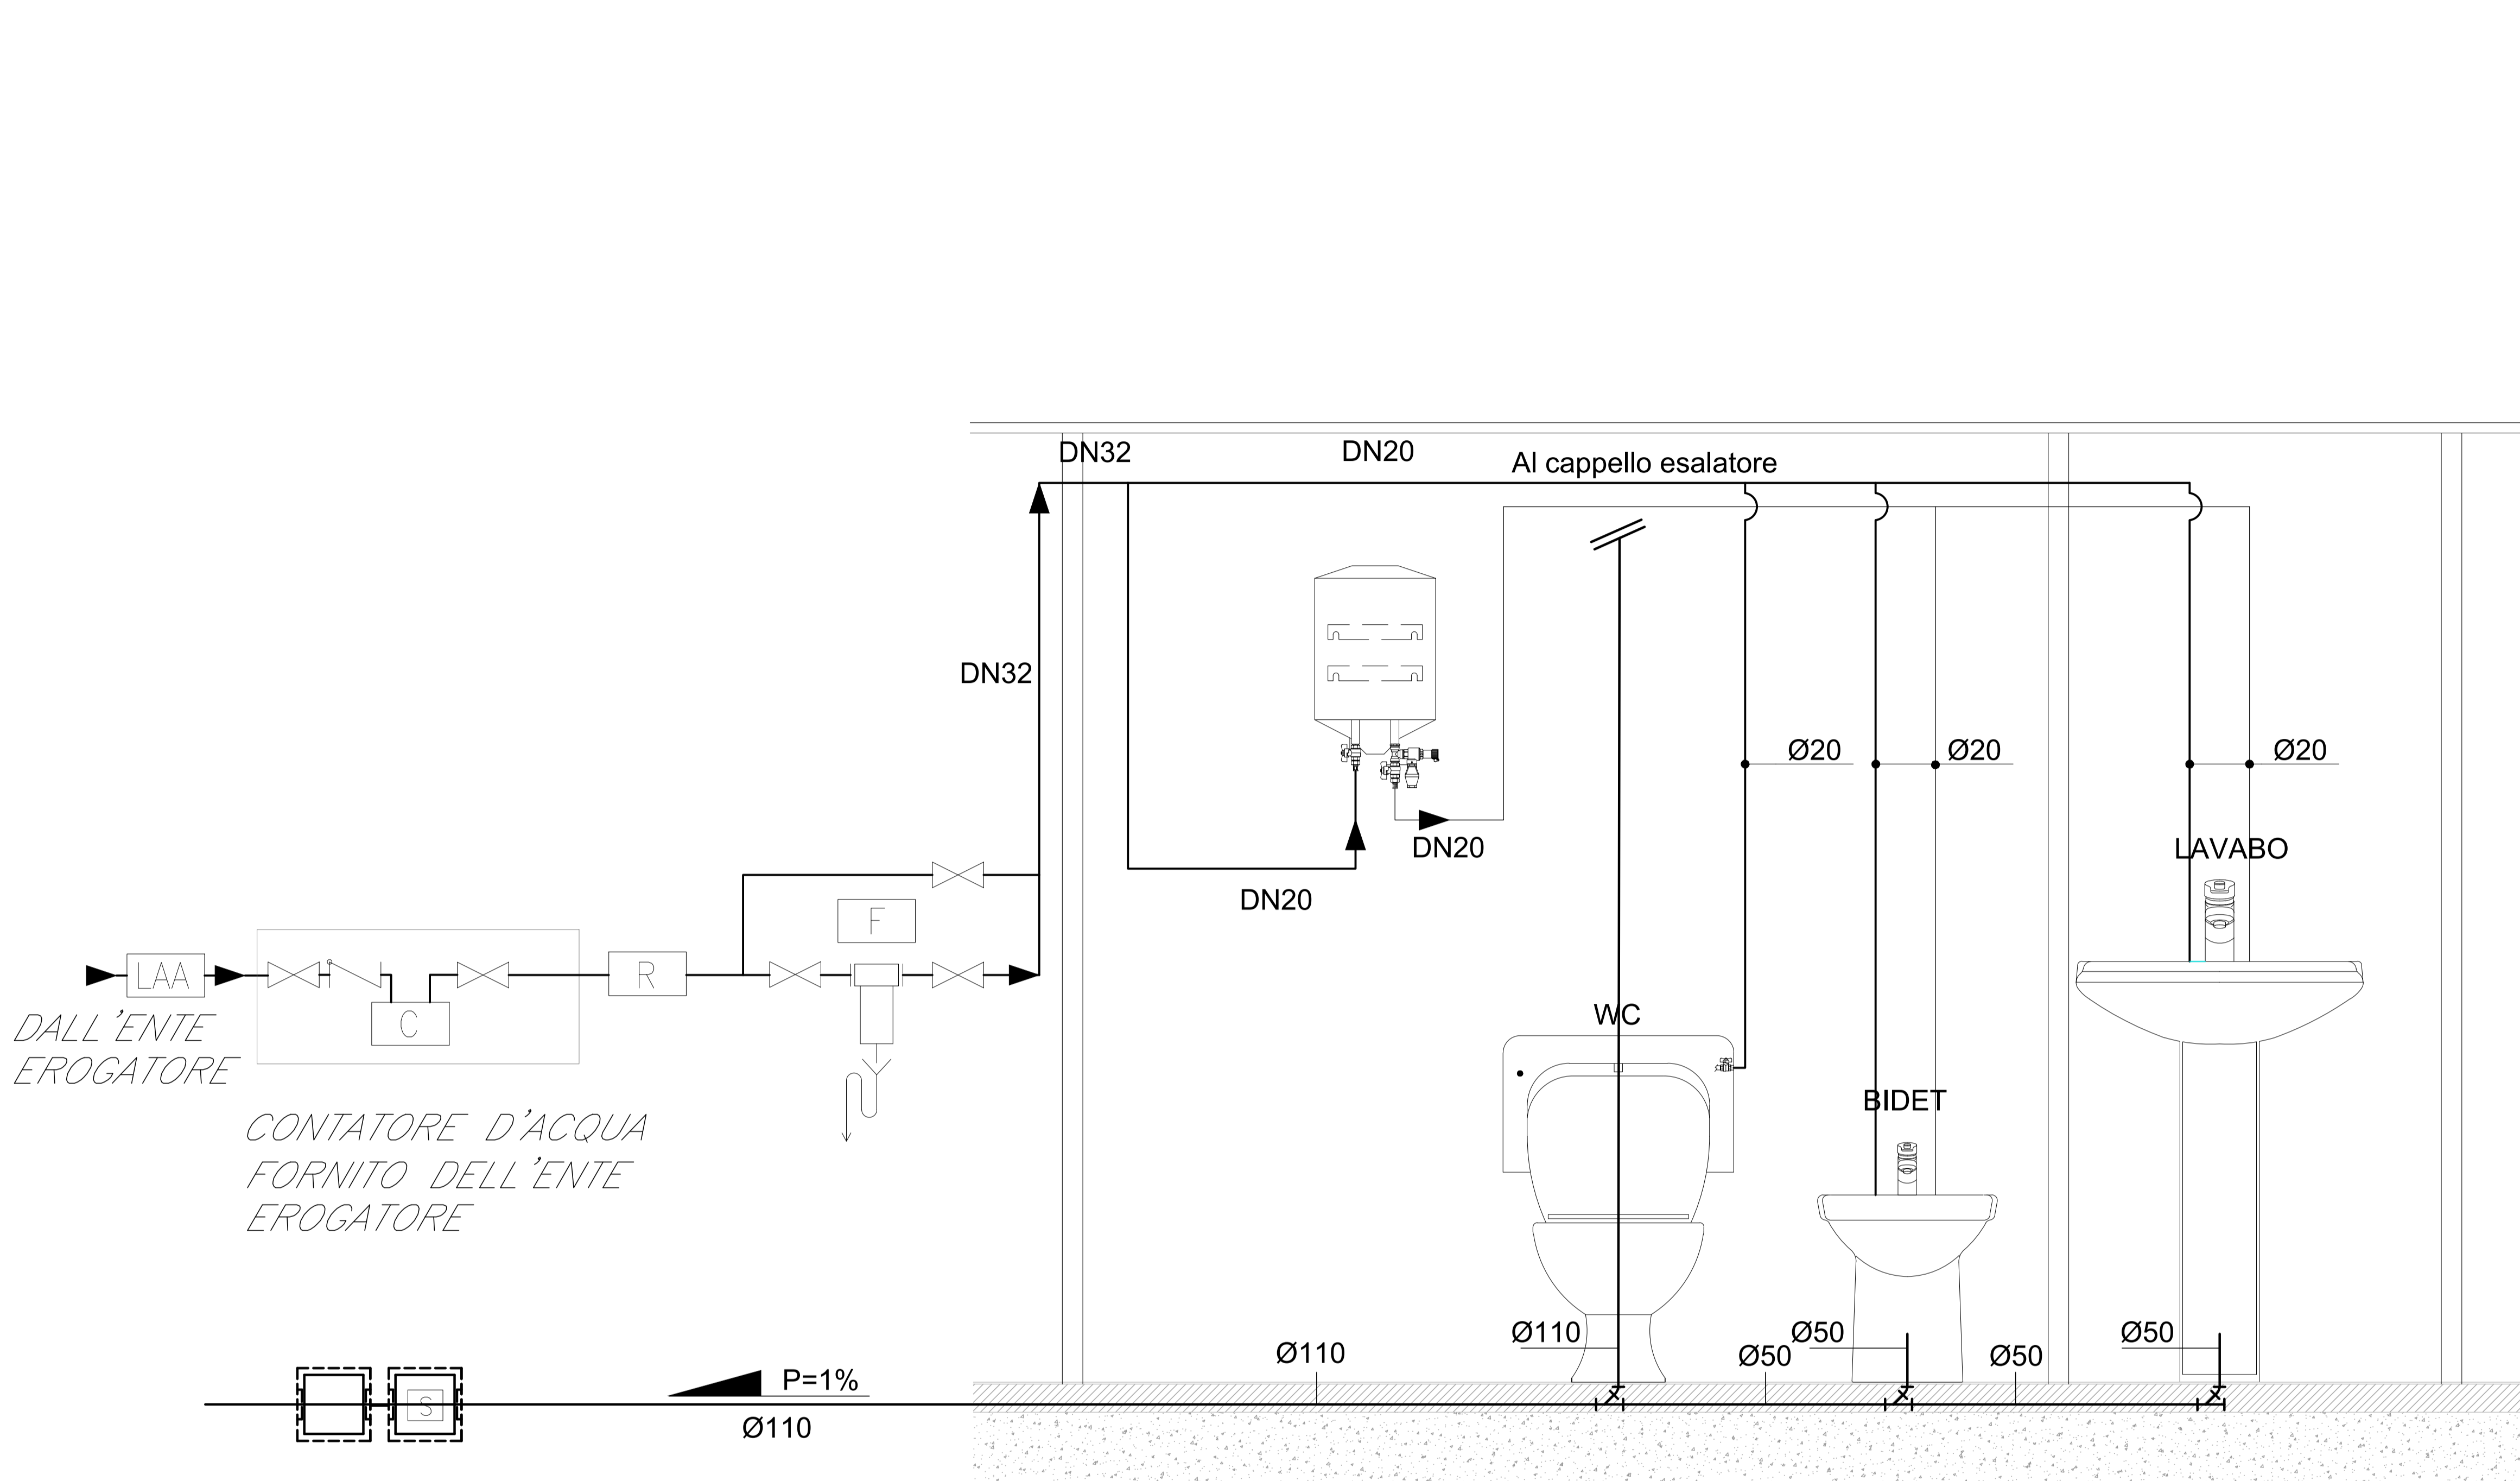 DN32
DN20
Al cappello esalatore
DN32
Ø20
Ø20
Ø20
DN20
LAVABO
DN20
F
LAA
R
C
DALL'ENTE
EROGATORE
WC
BIDET
CONTATORE D'ACQUA
FORNITO DELL'ENTE
EROGATORE
Ø110
Ø110
Ø50
Ø50
Ø50
Ø50
P=1%
S
Ø110